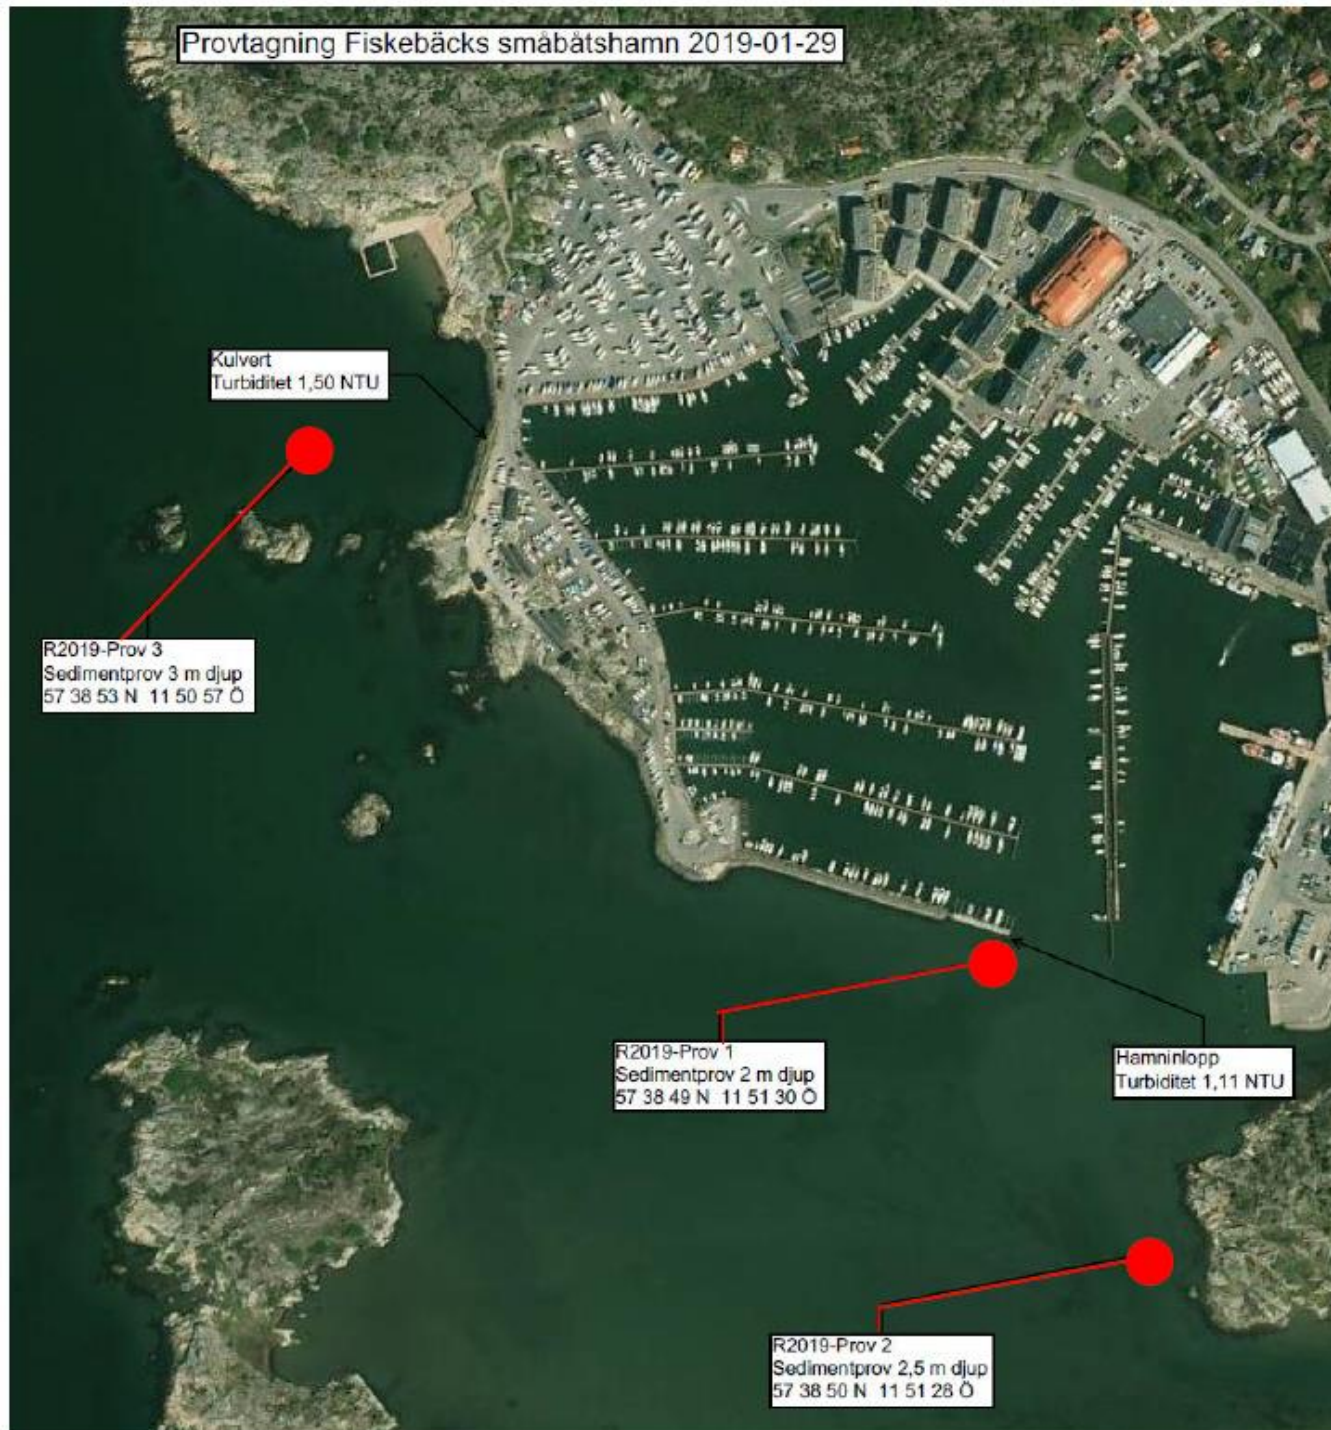 Provtagning Fiskebäcks småbåtshamn 2019-01-29
Kulvert
Turbiditet 1,50 NTU
R2019-Prov 3
Sedimentprov 3 m djup
57 38 53 N 11 50 57 Ö
R2019-Prov 1
Sedimentprov 2 m djup
57 38 49 N 11 51 30 Ö
Hamninlopp
Turbiditet 1,11 NTU
R2019-Prov 2
Sedimentprov 2,5 m djup
57 38 50 N 11 51 28 Ö